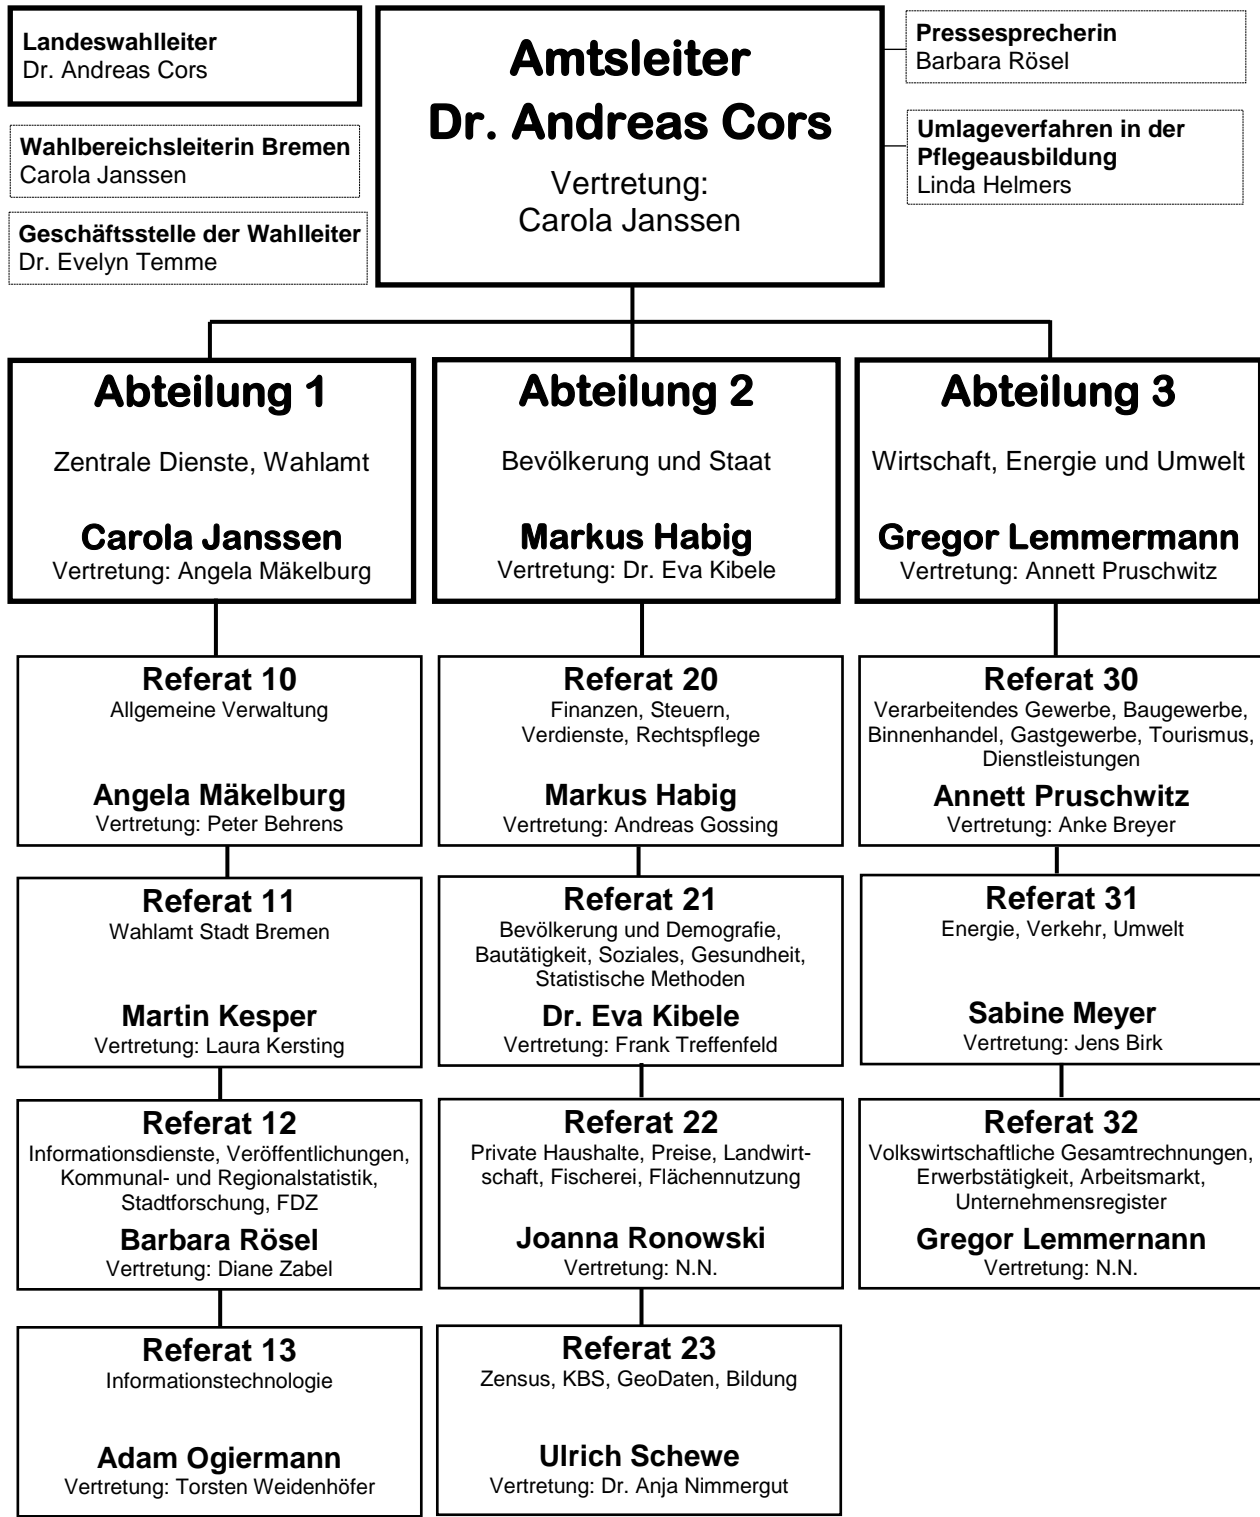 Landeswahlleiter
Dr. Andreas Cors
Wahlbereichsleiterin Bremen
Carola Janssen
Geschäftsstelle der Wahlleiter
Dr. Evelyn Temme
Amtsleiter
Dr. Andreas Cors
Vertretung:
Carola Janssen
Pressesprecherin
Barbara Rösel
Umlageverfahren in der
Pflegeausbildung
Linda Helmers
Abteilung 1
Zentrale Dienste, Wahlamt
Carola Janssen
Vertretung: Angela Mäkelburg
Abteilung 2
Bevölkerung und Staat
Markus Habig
Vertretung: Dr. Eva Kibele
Abteilung 3
Wirtschaft, Energie und Umwelt
Gregor Lemmermann
Vertretung: Annett Pruschwitz
Referat 10
Allgemeine Verwaltung
Angela Mäkelburg
Vertretung: Peter Behrens
Referat 20
Finanzen, Steuern,
Verdienste, Rechtspflege
Markus Habig
Vertretung: Andreas Gossing
Referat 30
Verarbeitendes Gewerbe, Baugewerbe,
Binnenhandel, Gastgewerbe, Tourismus,
Dienstleistungen
Annett Pruschwitz
Vertretung: Anke Breyer
Referat 11
Wahlamt Stadt Bremen
Martin Kesper
Vertretung: Laura Kersting
Referat 21
Bevölkerung und Demografie,
Bautätigkeit, Soziales, Gesundheit,
Statistische Methoden
Dr. Eva Kibele
Vertretung: Frank Treffenfeld
Referat 31
Energie, Verkehr, Umwelt
Sabine Meyer
Vertretung: Jens Birk
Referat 12
Informationsdienste, Veröffentlichungen,
Kommunal- und Regionalstatistik,
Stadtforschung, FDZ
Barbara Rösel
Vertretung: Diane Zabel
Referat 22
Private Haushalte, Preise, Landwirt-
schaft, Fischerei, Flächennutzung
Joanna Ronowski
Vertretung: N.N.
Referat 32
Volkswirtschaftliche Gesamtrechnungen,
Erwerbstätigkeit, Arbeitsmarkt,
Unternehmensregister
Gregor Lemmernann
Vertretung: N.N.
Referat 13
Informationstechnologie
Adam Ogiermann
Vertretung: Torsten Weidenhöfer
Referat 23
Zensus, KBS, GeoDaten, Bildung
Ulrich Schewe
Vertretung: Dr. Anja Nimmergut